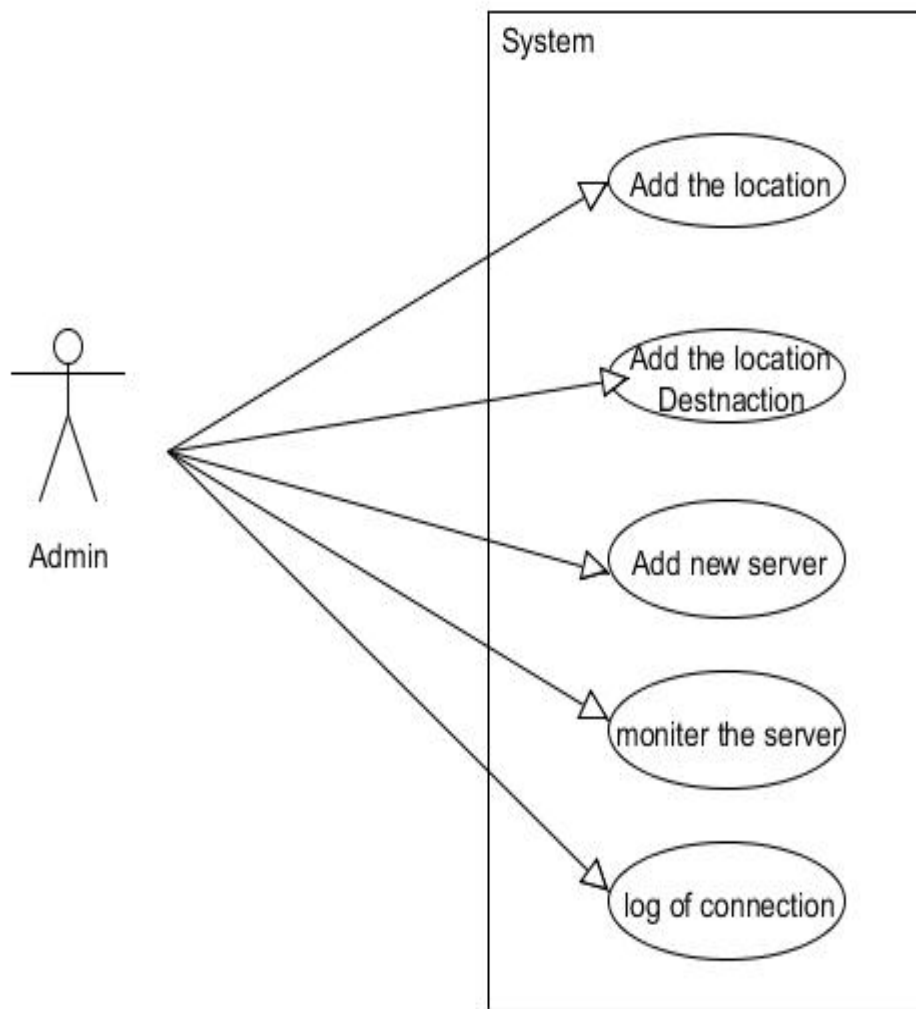 System
Add the location
Add the location
Destnaction
Add new server
moniter the server
log of connection
Admin